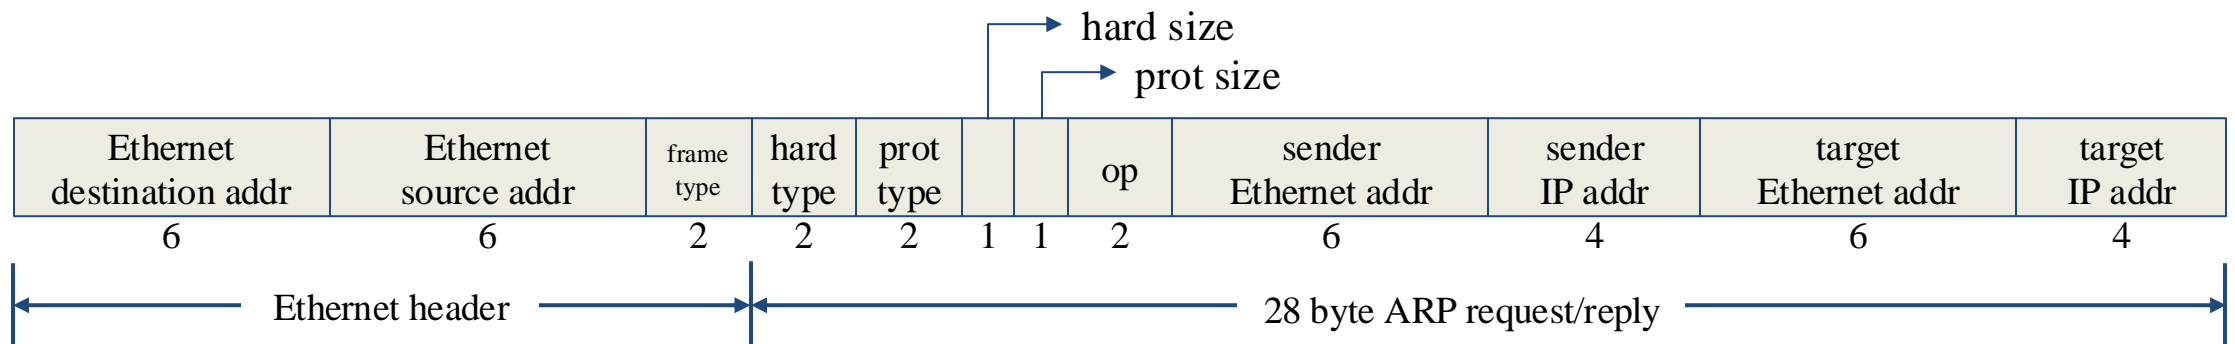 hard size
prot size
Ethernet
destination addr
Ethernet
source addr
frame
type
hard
type
prot
type
op
sender
Ethernet addr
sender
IP addr
target
Ethernet addr
target
IP addr
6 6 2 2 2 1 1 2 6 4 6 4
Ethernet header
28 byte ARP request/reply